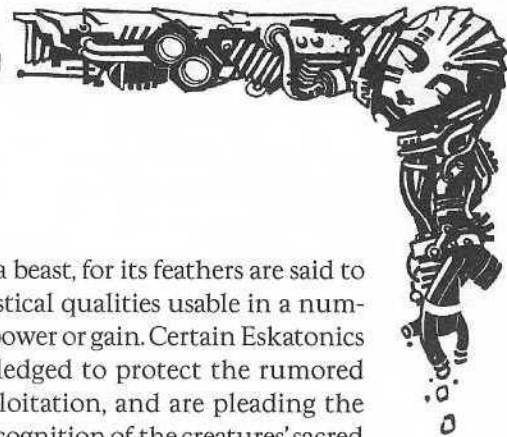 a beast, for its feathers are said to
stical qualities usable in a num-
power or gain. Certain Eskatonics
ledged to protect the rumored
loitation, and are pleading the
cognition of the creatures' sacred